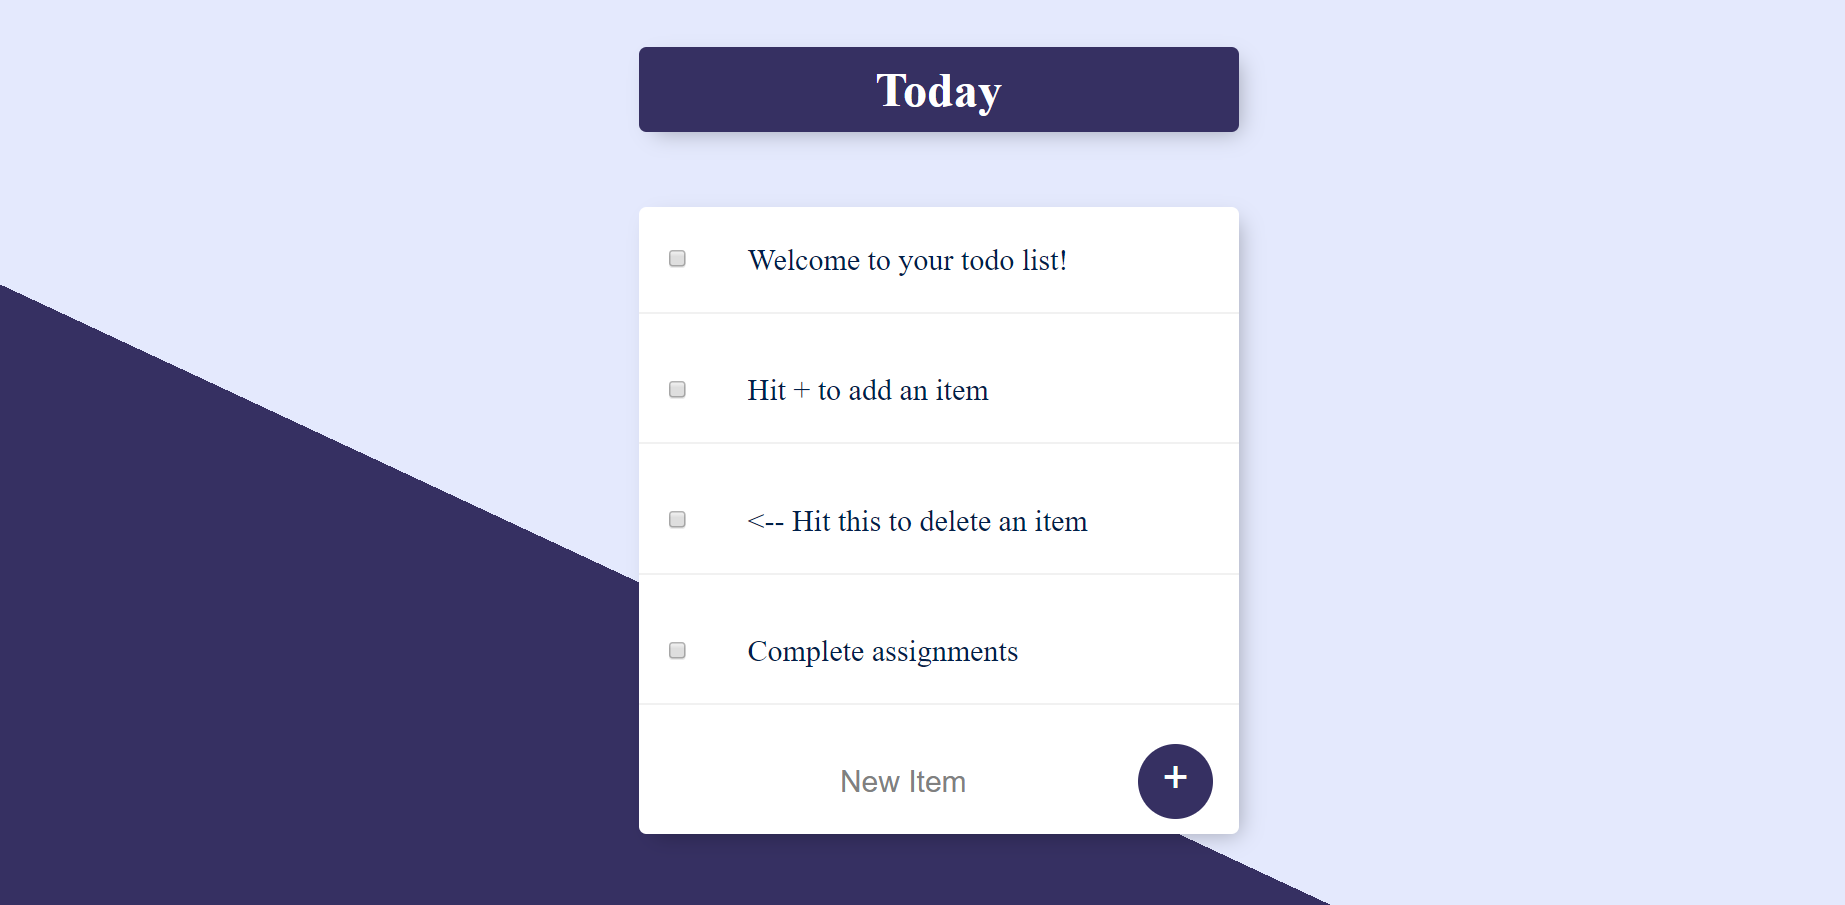 Today
Welcome to your todo list!
Hit + to add an item
<-- Hit this to delete an item
Complete assignments
New Item
+